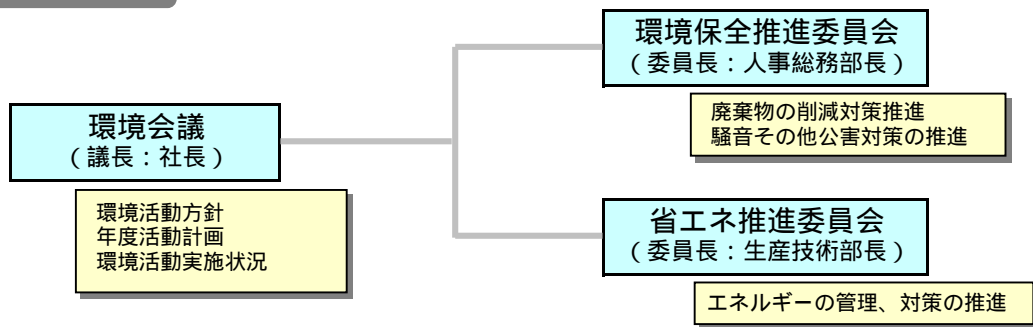 環境会議
（議長：社長）
環境活動方針
年度活動計画
環境活動実施状況
環境保全推進委員会
（委員長：人事総務部長）
廃棄物の削減対策推進
騒音その他公害対策の推進
省エネ推進委員会
（委員長：生産技術部長）
エネルギーの管理、対策の推進